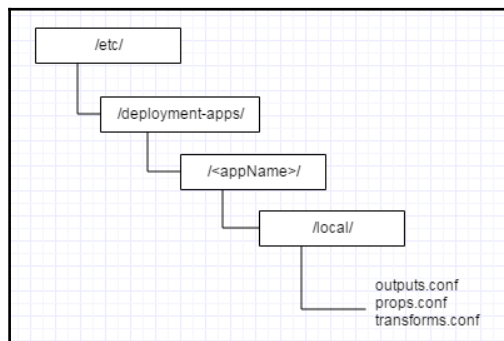 /etc/
/deployment-apps/
/<appName>/
/local/
outputs.conf
props.conf
transforms.conf